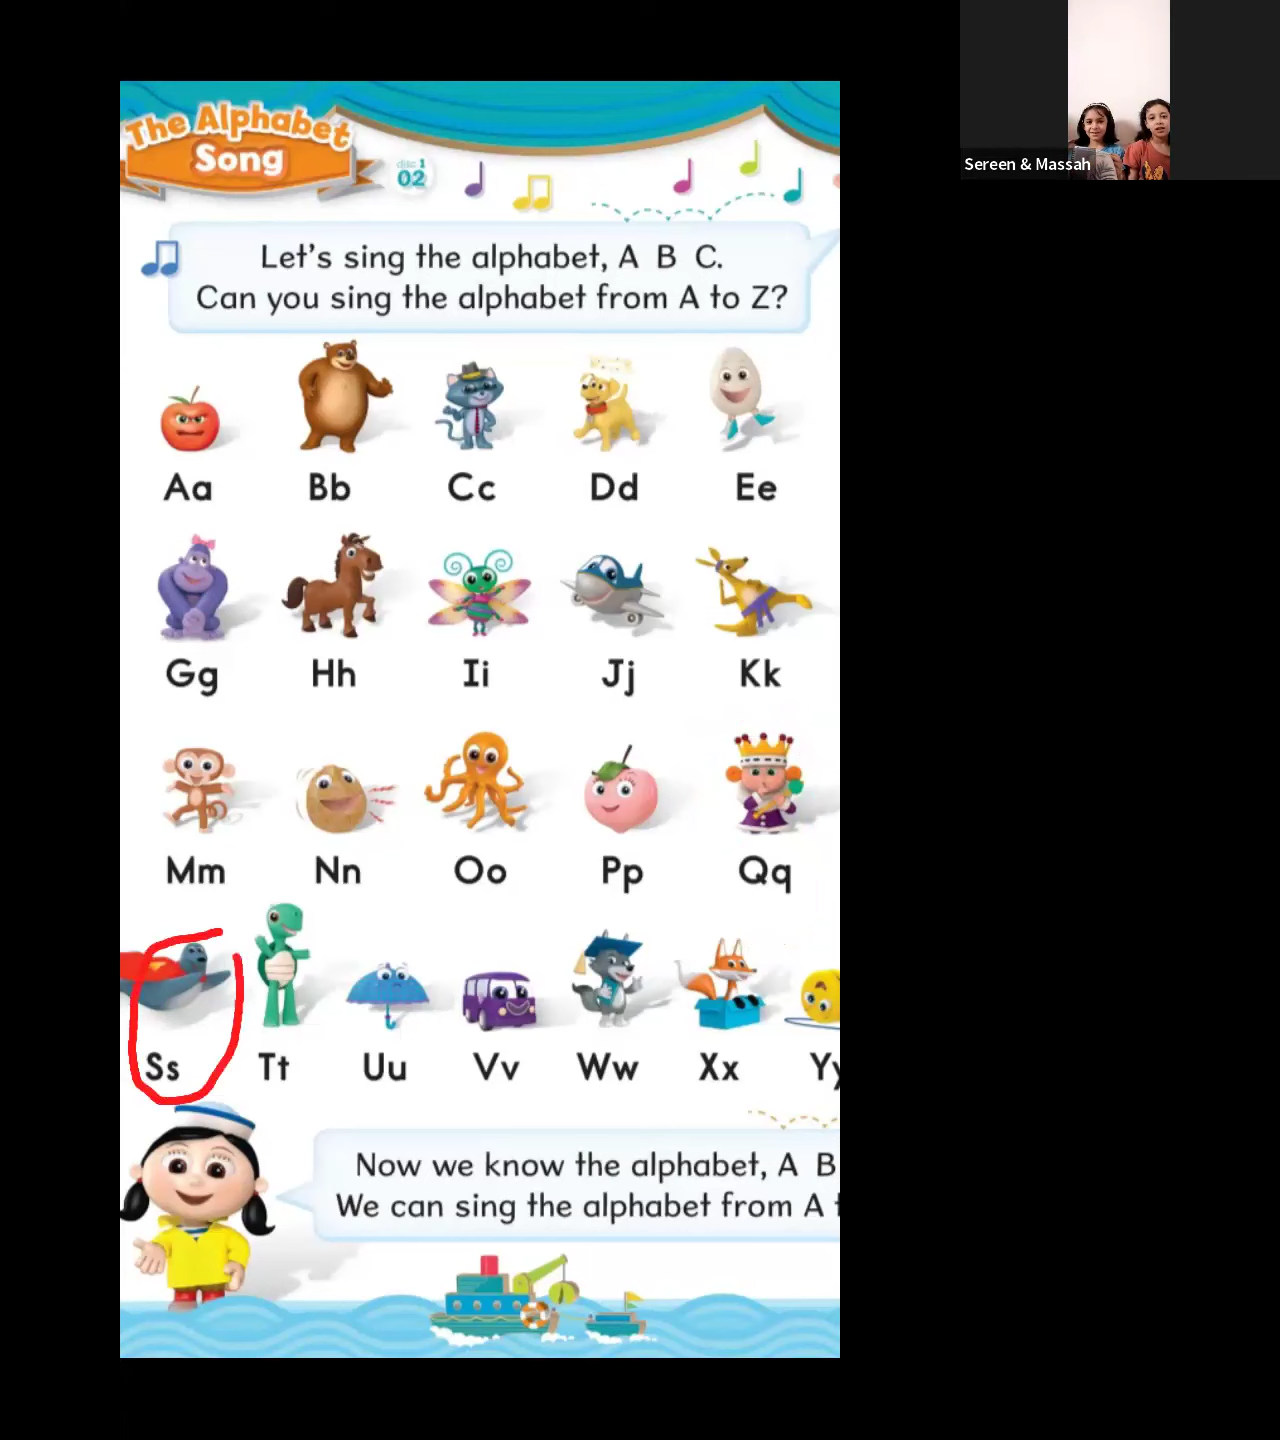 The Alphabet
Song
disc 1
02
Sereen & Massah
Let's sing the alphabet, A B C.
Can you sing the alphabet from A to Z?
Aa Bb Cc Dd Ee
Gg Hh Ii Jj Kk
Mm Nn Oo Pp Qq
Ss Tt Uu Vv Ww Xx Yy
Now we know the alphabet, A B
We can sing the alphabet from A t